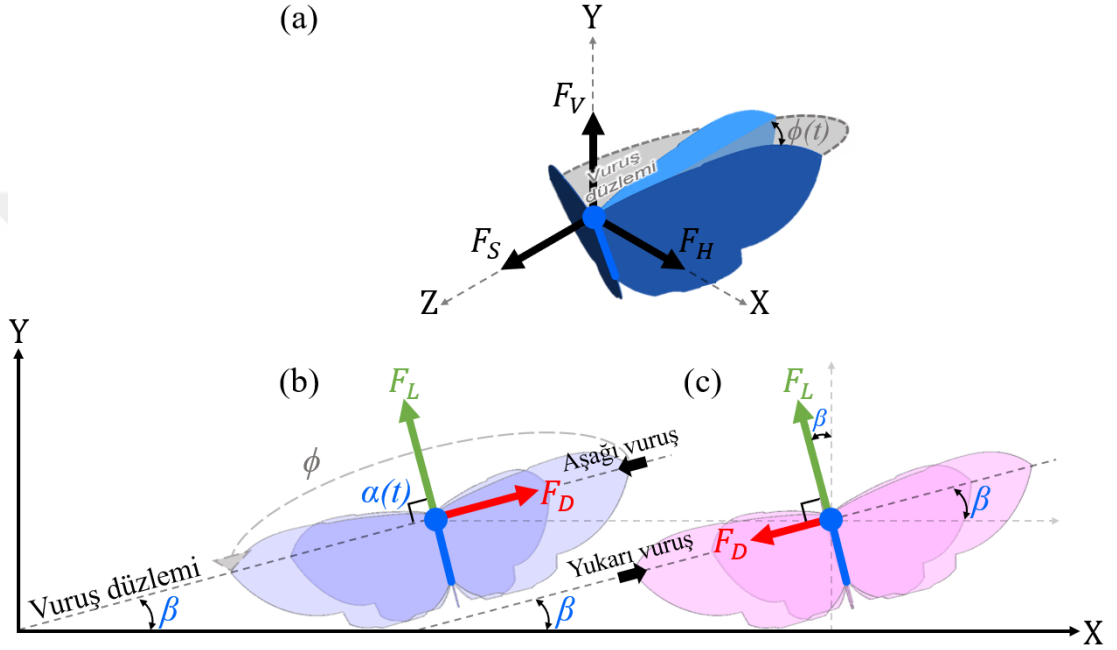 (a)
Y
F_V
ϕ(t)
Vuruş
düzlemi
F_S
F_H
Z
X
Y
(b)
(c)
F_L
F_L
β
ϕ
Aşağı vuruş
α(t)
F_D
β
F_D
Yukarı vuruş
Vuruş düzlemi
β
β
X